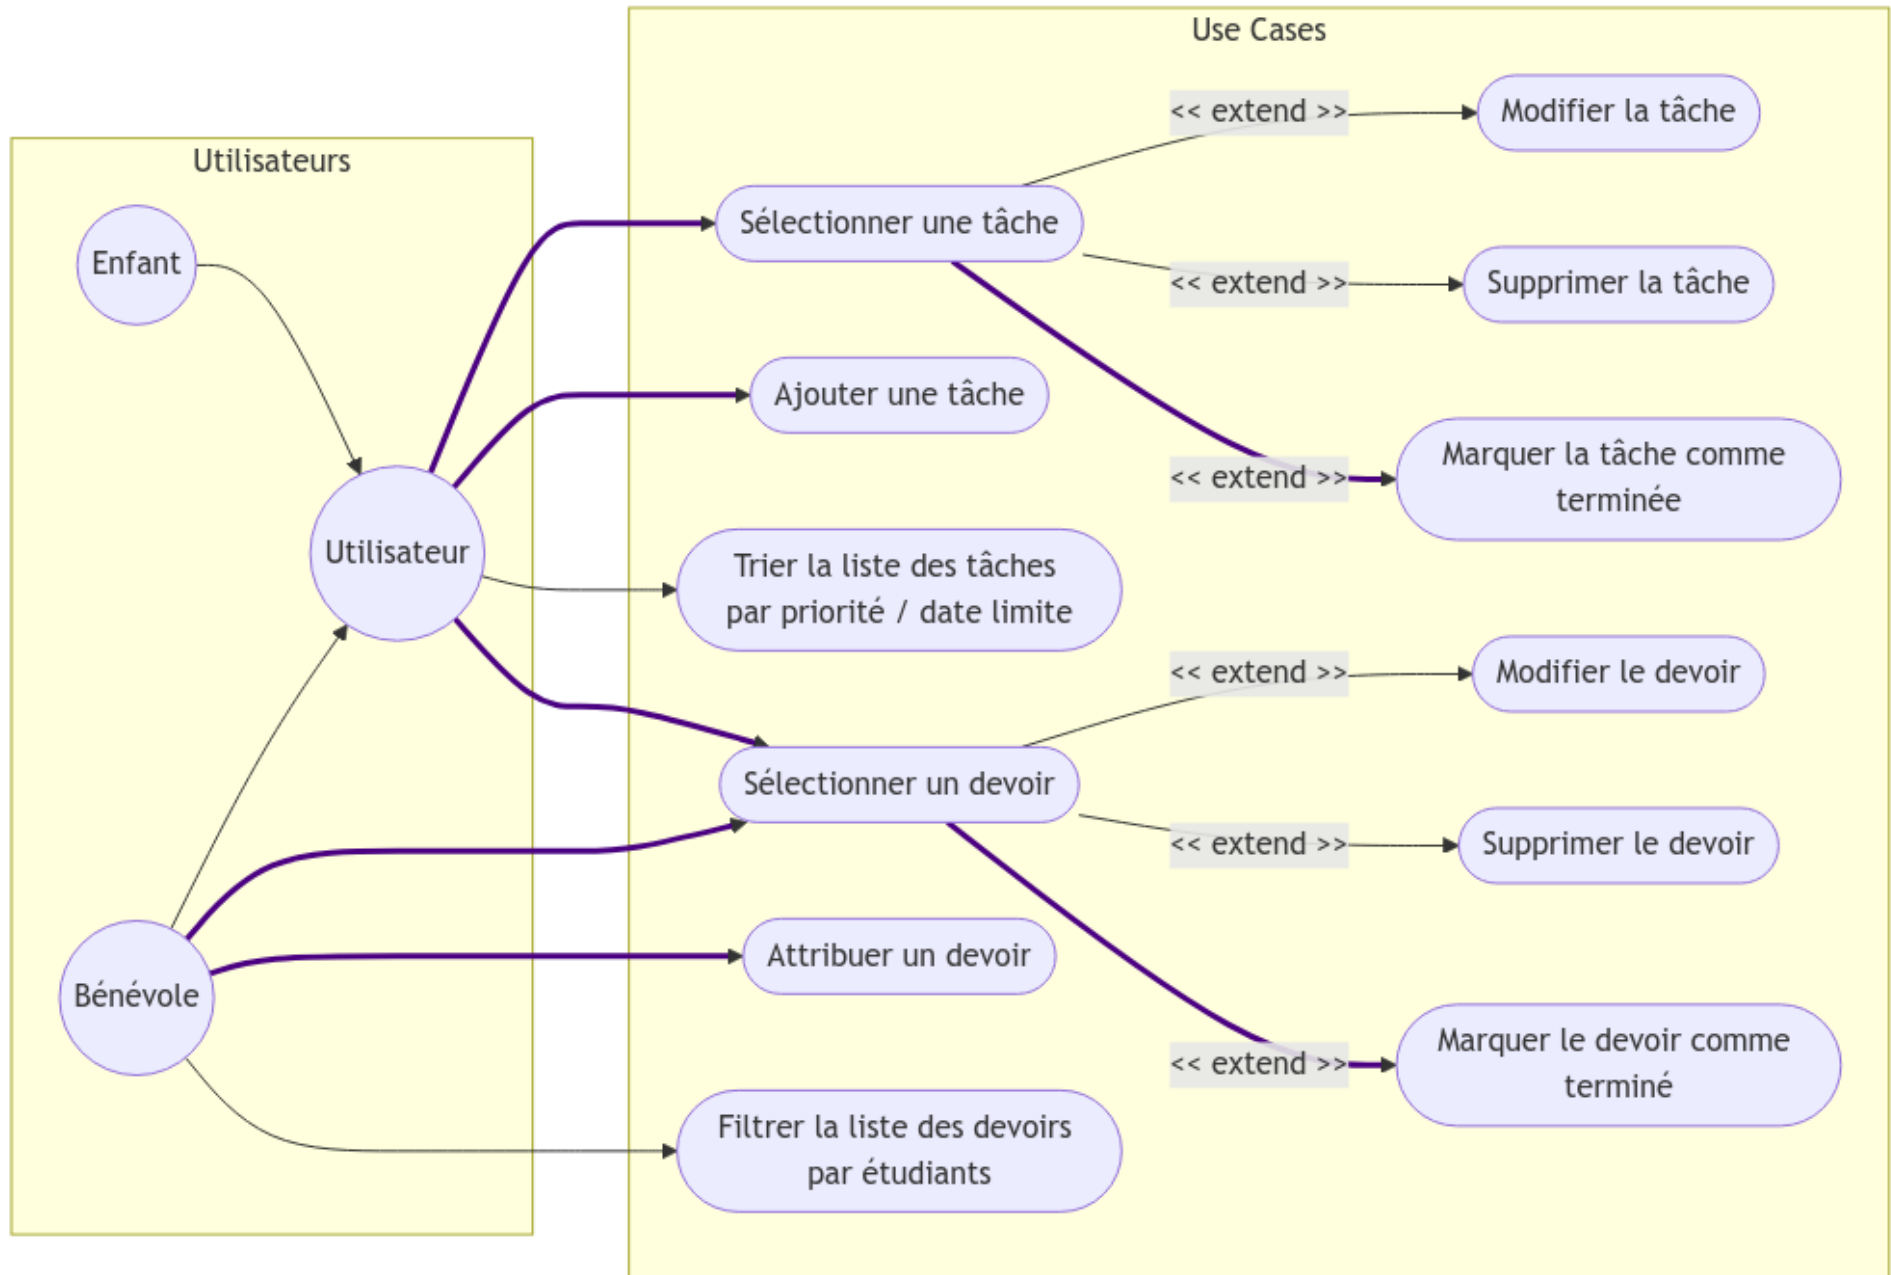 Use Cases
Utilisateurs
Enfant
Utilisateur
Bénévole
Sélectionner une tâche
<< extend >>
Modifier la tâche
<< extend >>
Supprimer la tâche
<< extend >>
Marquer la tâche comme
terminée
Ajouter une tâche
Trier la liste des tâches
par priorité / date limite
Sélectionner un devoir
<< extend >>
Modifier le devoir
<< extend >>
Supprimer le devoir
<< extend >>
Marquer le devoir comme
terminé
Attribuer un devoir
Filtrer la liste des devoirs
par étudiants